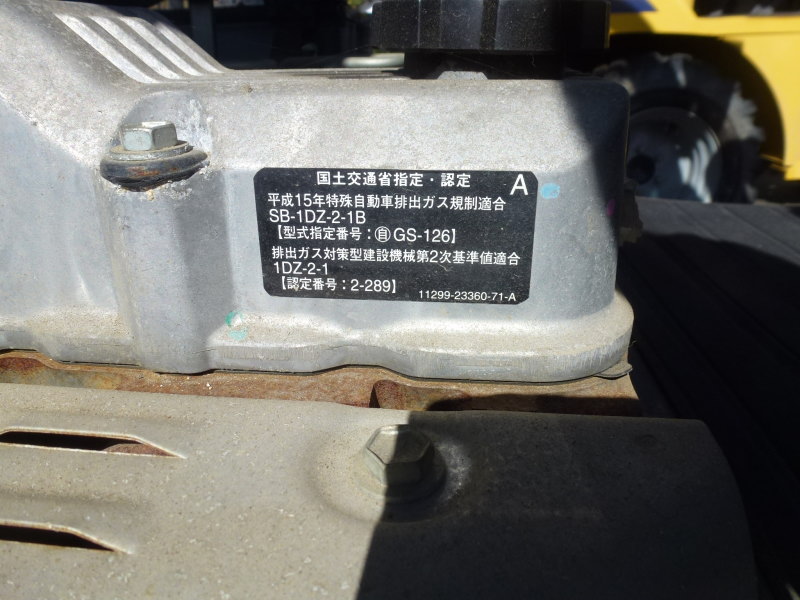 国土交通省指定・認定 A
平成15年特殊自動車排出ガス規制適合
SB-1DZ-2-1B
【型式指定番号:㊐GS-126】
排出ガス対策型建設機械第2次基準値適合
1DZ-2-1
【認定番号:2-289】
11299-23360-71-A